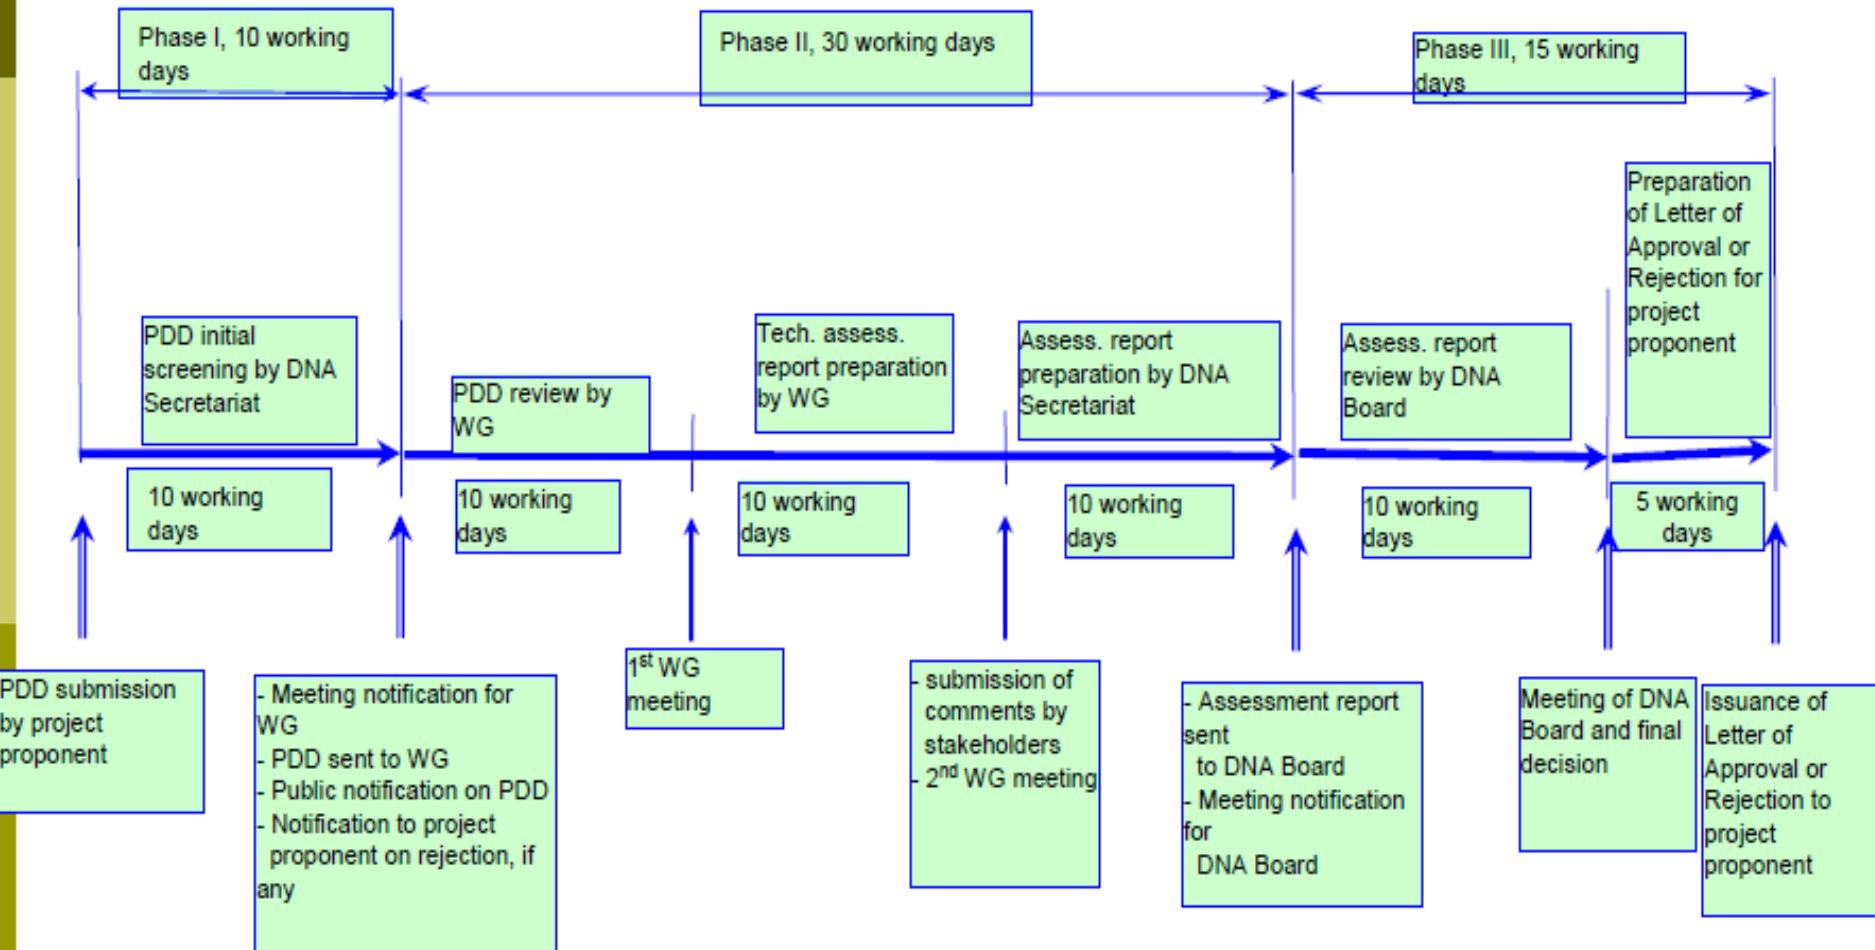 Phase I, 10 working
days
Phase II, 30 working days
Phase III, 15 working
days
PDD initial
screening by DNA
Secretariat
PDD review by
WG
Tech. assess.
report preparation
by WG
Assess. report
preparation by DNA
Secretariat
Assess. report
review by DNA
Board
Preparation
of Letter of
Approval or
Rejection for
project
proponent
10 working
days
10 working
days
10 working
days
10 working
days
10 working
days
5 working
days
PDD submission
by project
proponent
- Meeting notification for
WG
- PDD sent to WG
- Public notification on PDD
- Notification to project
proponent on rejection, if
any
1st WG
meeting
- submission of
comments by
stakeholders
- 2nd WG meeting
- Assessment report
sent
to DNA Board
- Meeting notification
for
DNA Board
Meeting of DNA
Board and final
decision
Issuance of
Letter of
Approval or
Rejection to
project
proponent